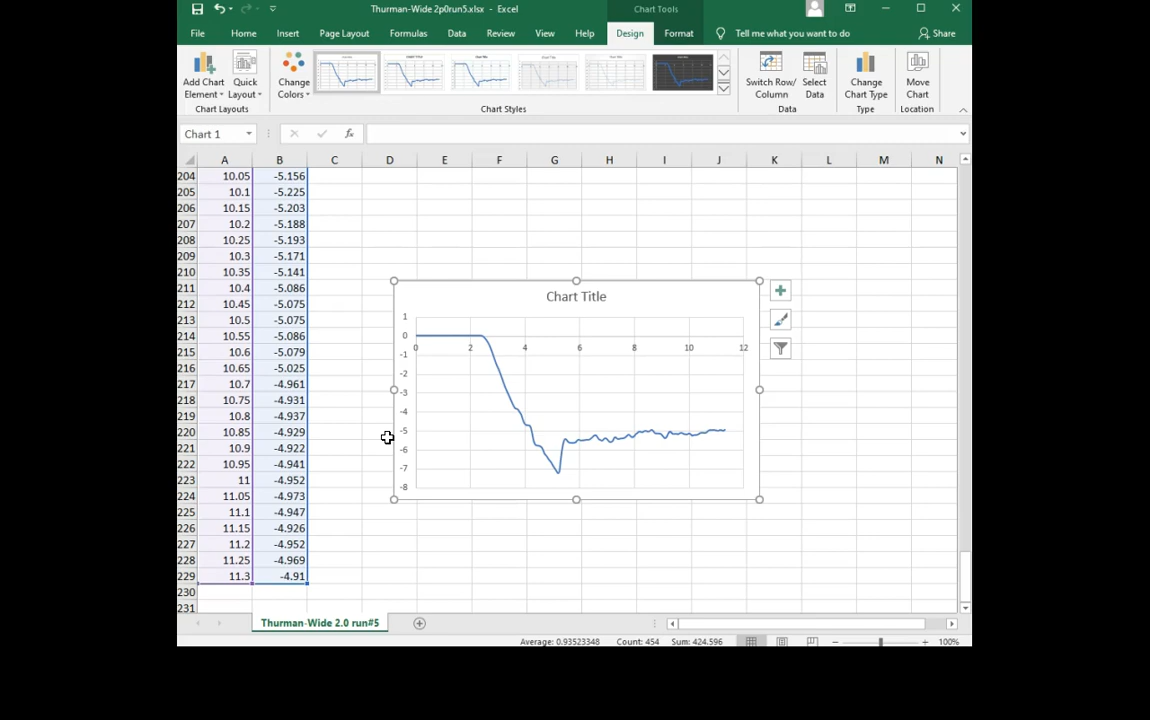 Thurman-Wide 2p0run5.xlsx - Excel
Chart Tools
File Home Insert Page Layout Formulas Data Review View Help Design Format Tell me what you want to do Share
Add Chart Element
Quick Layout
Change Colors
Switch Row/ Column
Select Data
Change Chart Type
Move Chart
Chart Layouts Chart Styles Data Type Location
Chart 1 fx
A B C D E F G H I J K L M N
204 10.05 -5.156
205 10.1 -5.225
206 10.15 -5.203
207 10.2 -5.188
208 10.25 -5.193
209 10.3 -5.171
210 10.35 -5.141
211 10.4 -5.086
212 10.45 -5.075
213 10.5 -5.075
214 10.55 -5.086
215 10.6 -5.079
216 10.65 -5.025
217 10.7 -4.961
218 10.75 -4.931
219 10.8 -4.937
220 10.85 -4.929
221 10.9 -4.922
222 10.95 -4.941
223 11 -4.952
224 11.05 -4.973
225 11.1 -4.947
226 11.15 -4.926
227 11.2 -4.952
228 11.25 -4.969
229 11.3 -4.91
230
231
Chart Title
1
0
0 2 4 6 8 10 12
-1
-2
-3
-4
-5
-6
-7
-8
Thurman-Wide 2.0 run#5
Average: 0.93523348 Count: 454 Sum: 424.596 100%